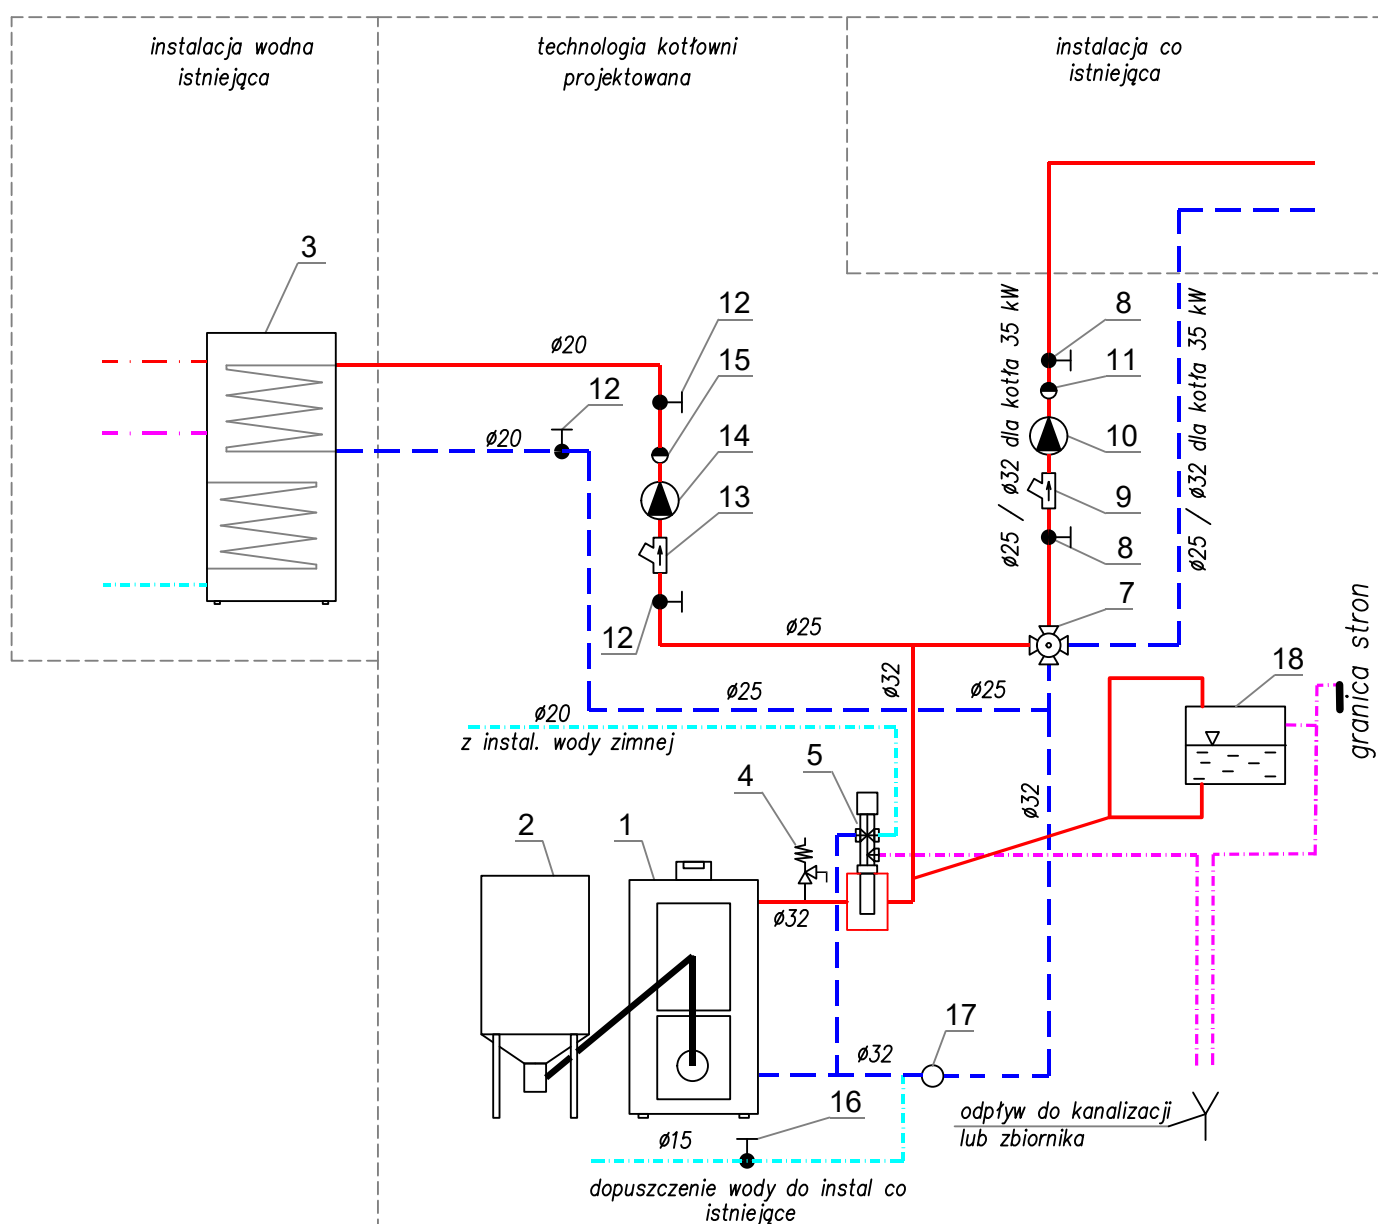 instalacja wodna
istniejąca
technologia kotłowni
projektowana
instalacja co
istniejąca
3
12
15
14
13
12
12
ø20
ø20
8
11
10
9
8
7
ø25 / ø32 dla kotła 35 kW
ø25 / ø32 dla kotła 35 kW
ø25
ø32
ø25
ø25
18
granica stron
ø20
z instal. wody zimnej
5
4
ø32
2
1
ø32
ø32
17
16
ø15
odpływ do kanalizacji
lub zbiornika
dopuszczenie wody do instal co
istniejące